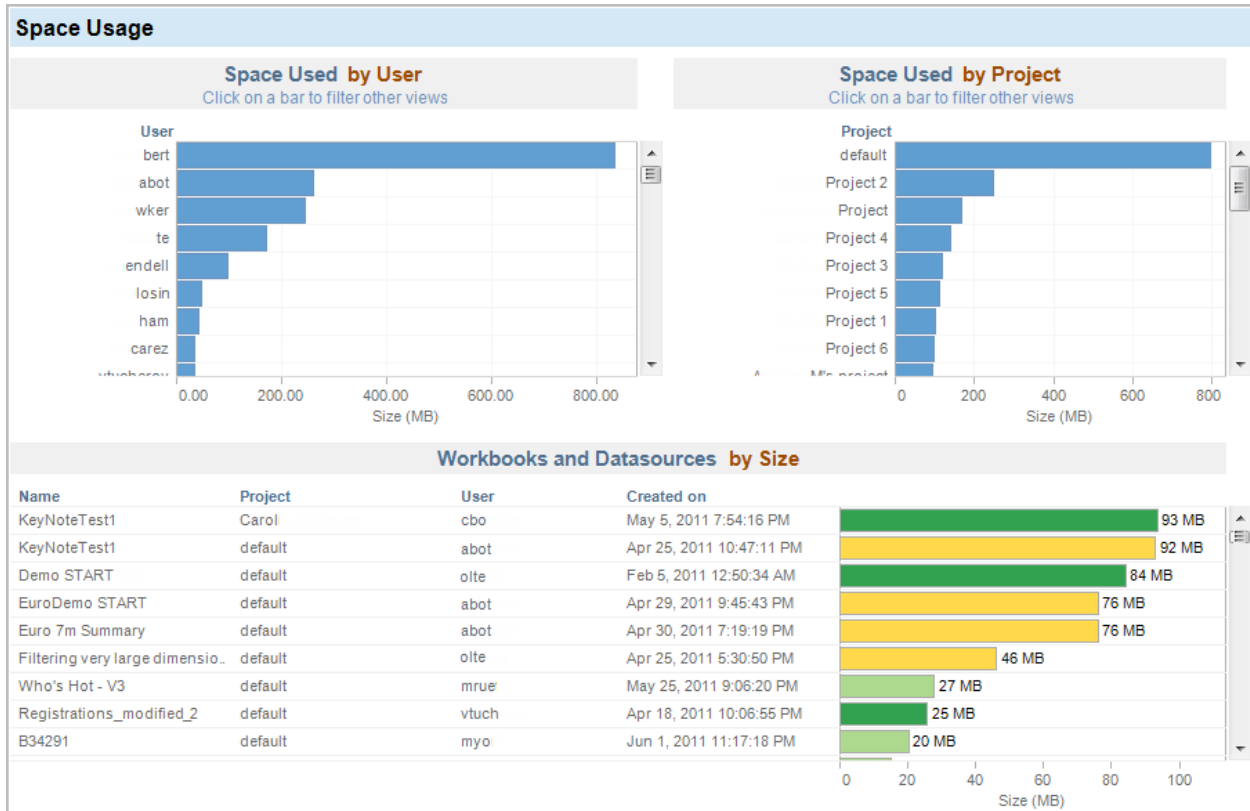 Space Usage
Space Used by User
Click on a bar to filter other views
User
bert
abot
wker
te
endell
losin
ham
carez
0.00 200.00 400.00 600.00 800.00
Size (MB)
Space Used by Project
Click on a bar to filter other views
Project
default
Project 2
Project
Project 4
Project 3
Project 5
Project 1
Project 6
M's project
0 200 400 600 800
Size (MB)
Workbooks and Datasources by Size
Name Project User Created on
KeyNoteTest1 Carol cbo May 5, 2011 7:54:16 PM 93 MB
KeyNoteTest1 default abot Apr 25, 2011 10:47:11 PM 92 MB
Demo START default olte Feb 5, 2011 12:50:34 AM 84 MB
EuroDemo START default abot Apr 29, 2011 9:45:43 PM 76 MB
Euro 7m Summary default abot Apr 30, 2011 7:19:19 PM 76 MB
Filtering very large dimensio.. default olte Apr 25, 2011 5:30:50 PM 46 MB
Who's Hot - V3 default mrue May 25, 2011 9:06:20 PM 27 MB
Registrations_modified_2 default vtuch Apr 18, 2011 10:06:55 PM 25 MB
B34291 default myo Jun 1, 2011 11:17:18 PM 20 MB
0 20 40 60 80 100
Size (MB)